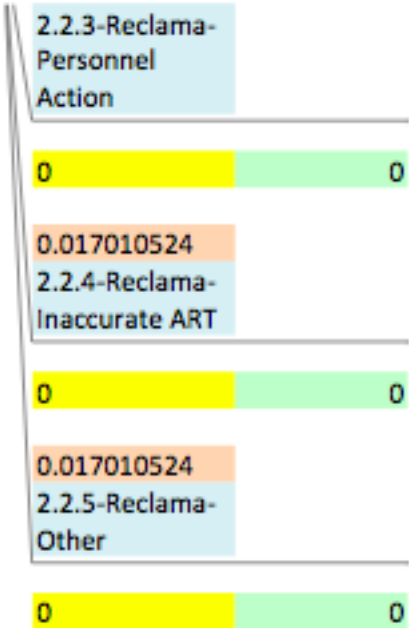 2.2.3-Reclama-
Personnel
Action
0 0
0.017010524
2.2.4-Reclama-
Inaccurate ART
0 0
0.017010524
2.2.5-Reclama-
Other
0 0